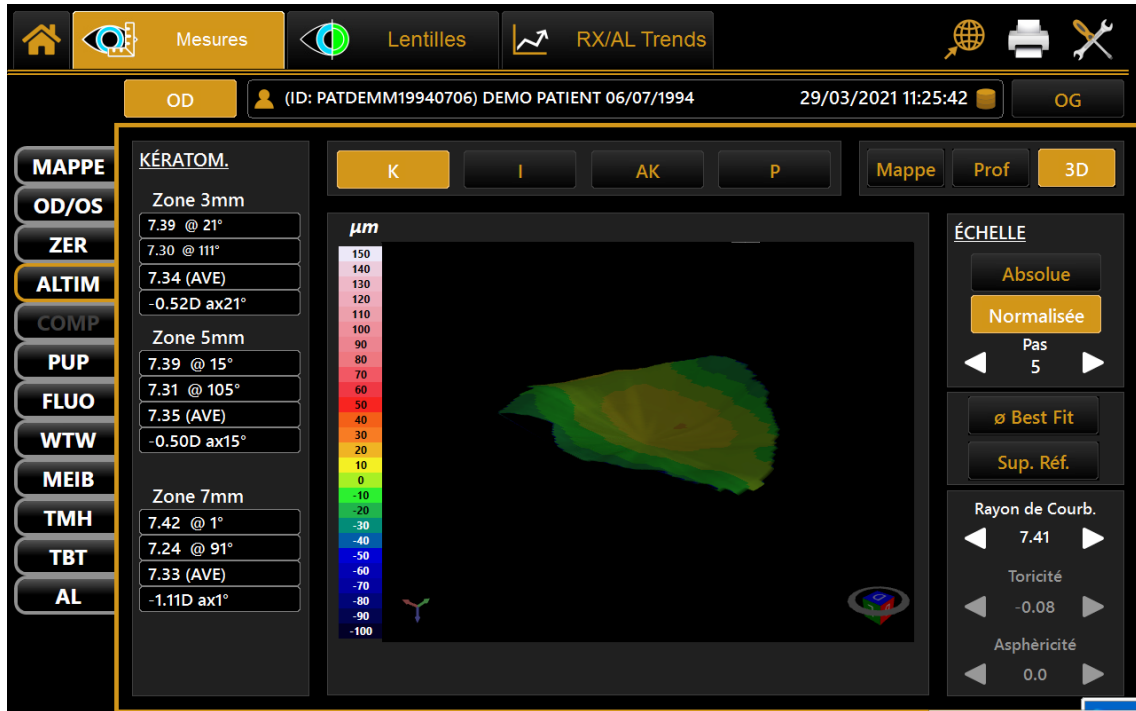 Mesures
Lentilles
RX/AL Trends
OD
(ID: PATDEMM19940706) DEMO PATIENT 06/07/1994
29/03/2021 11:25:42
OG
MAPPE
OD/OS
ZER
ALTIM
COMP
PUP
FLUO
WTW
MEIB
TMH
TBT
AL
KÉRATOM.
Zone 3mm
7.39 @ 21°
7.30 @ 111°
7.34 (AVE)
-0.52D ax21°
Zone 5mm
7.39 @ 15°
7.31 @ 105°
7.35 (AVE)
-0.50D ax15°
Zone 7mm
7.42 @ 1°
7.24 @ 91°
7.33 (AVE)
-1.11D ax1°
K
I
AK
P
Mappe
Prof
3D
µm
150
140
130
120
110
100
90
80
70
60
50
40
30
20
10
0
-10
-20
-30
-40
-50
-60
-70
-80
-90
-100
ÉCHELLE
Absolue
Normalisée
Pas
5
ø Best Fit
Sup. Réf.
Rayon de Courb.
7.41
Toricité
-0.08
Asphèricité
0.0